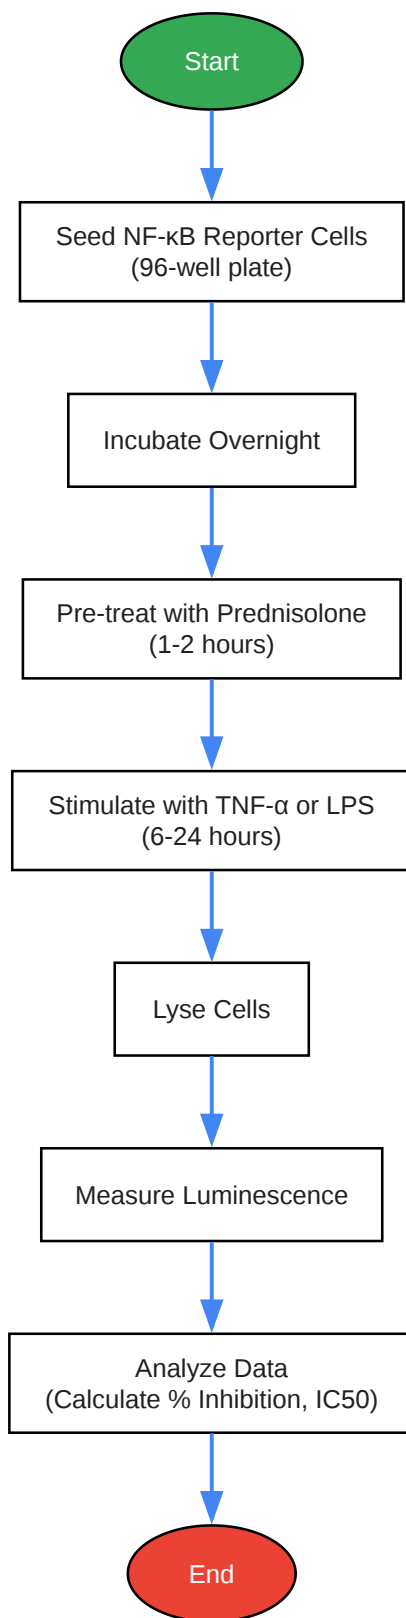 Start
Seed NF-κB Reporter Cells
(96-well plate)
Incubate Overnight
Pre-treat with Prednisolone
(1-2 hours)
Stimulate with TNF-α or LPS
(6-24 hours)
Lyse Cells
Measure Luminescence
Analyze Data
(Calculate % Inhibition, IC50)
End